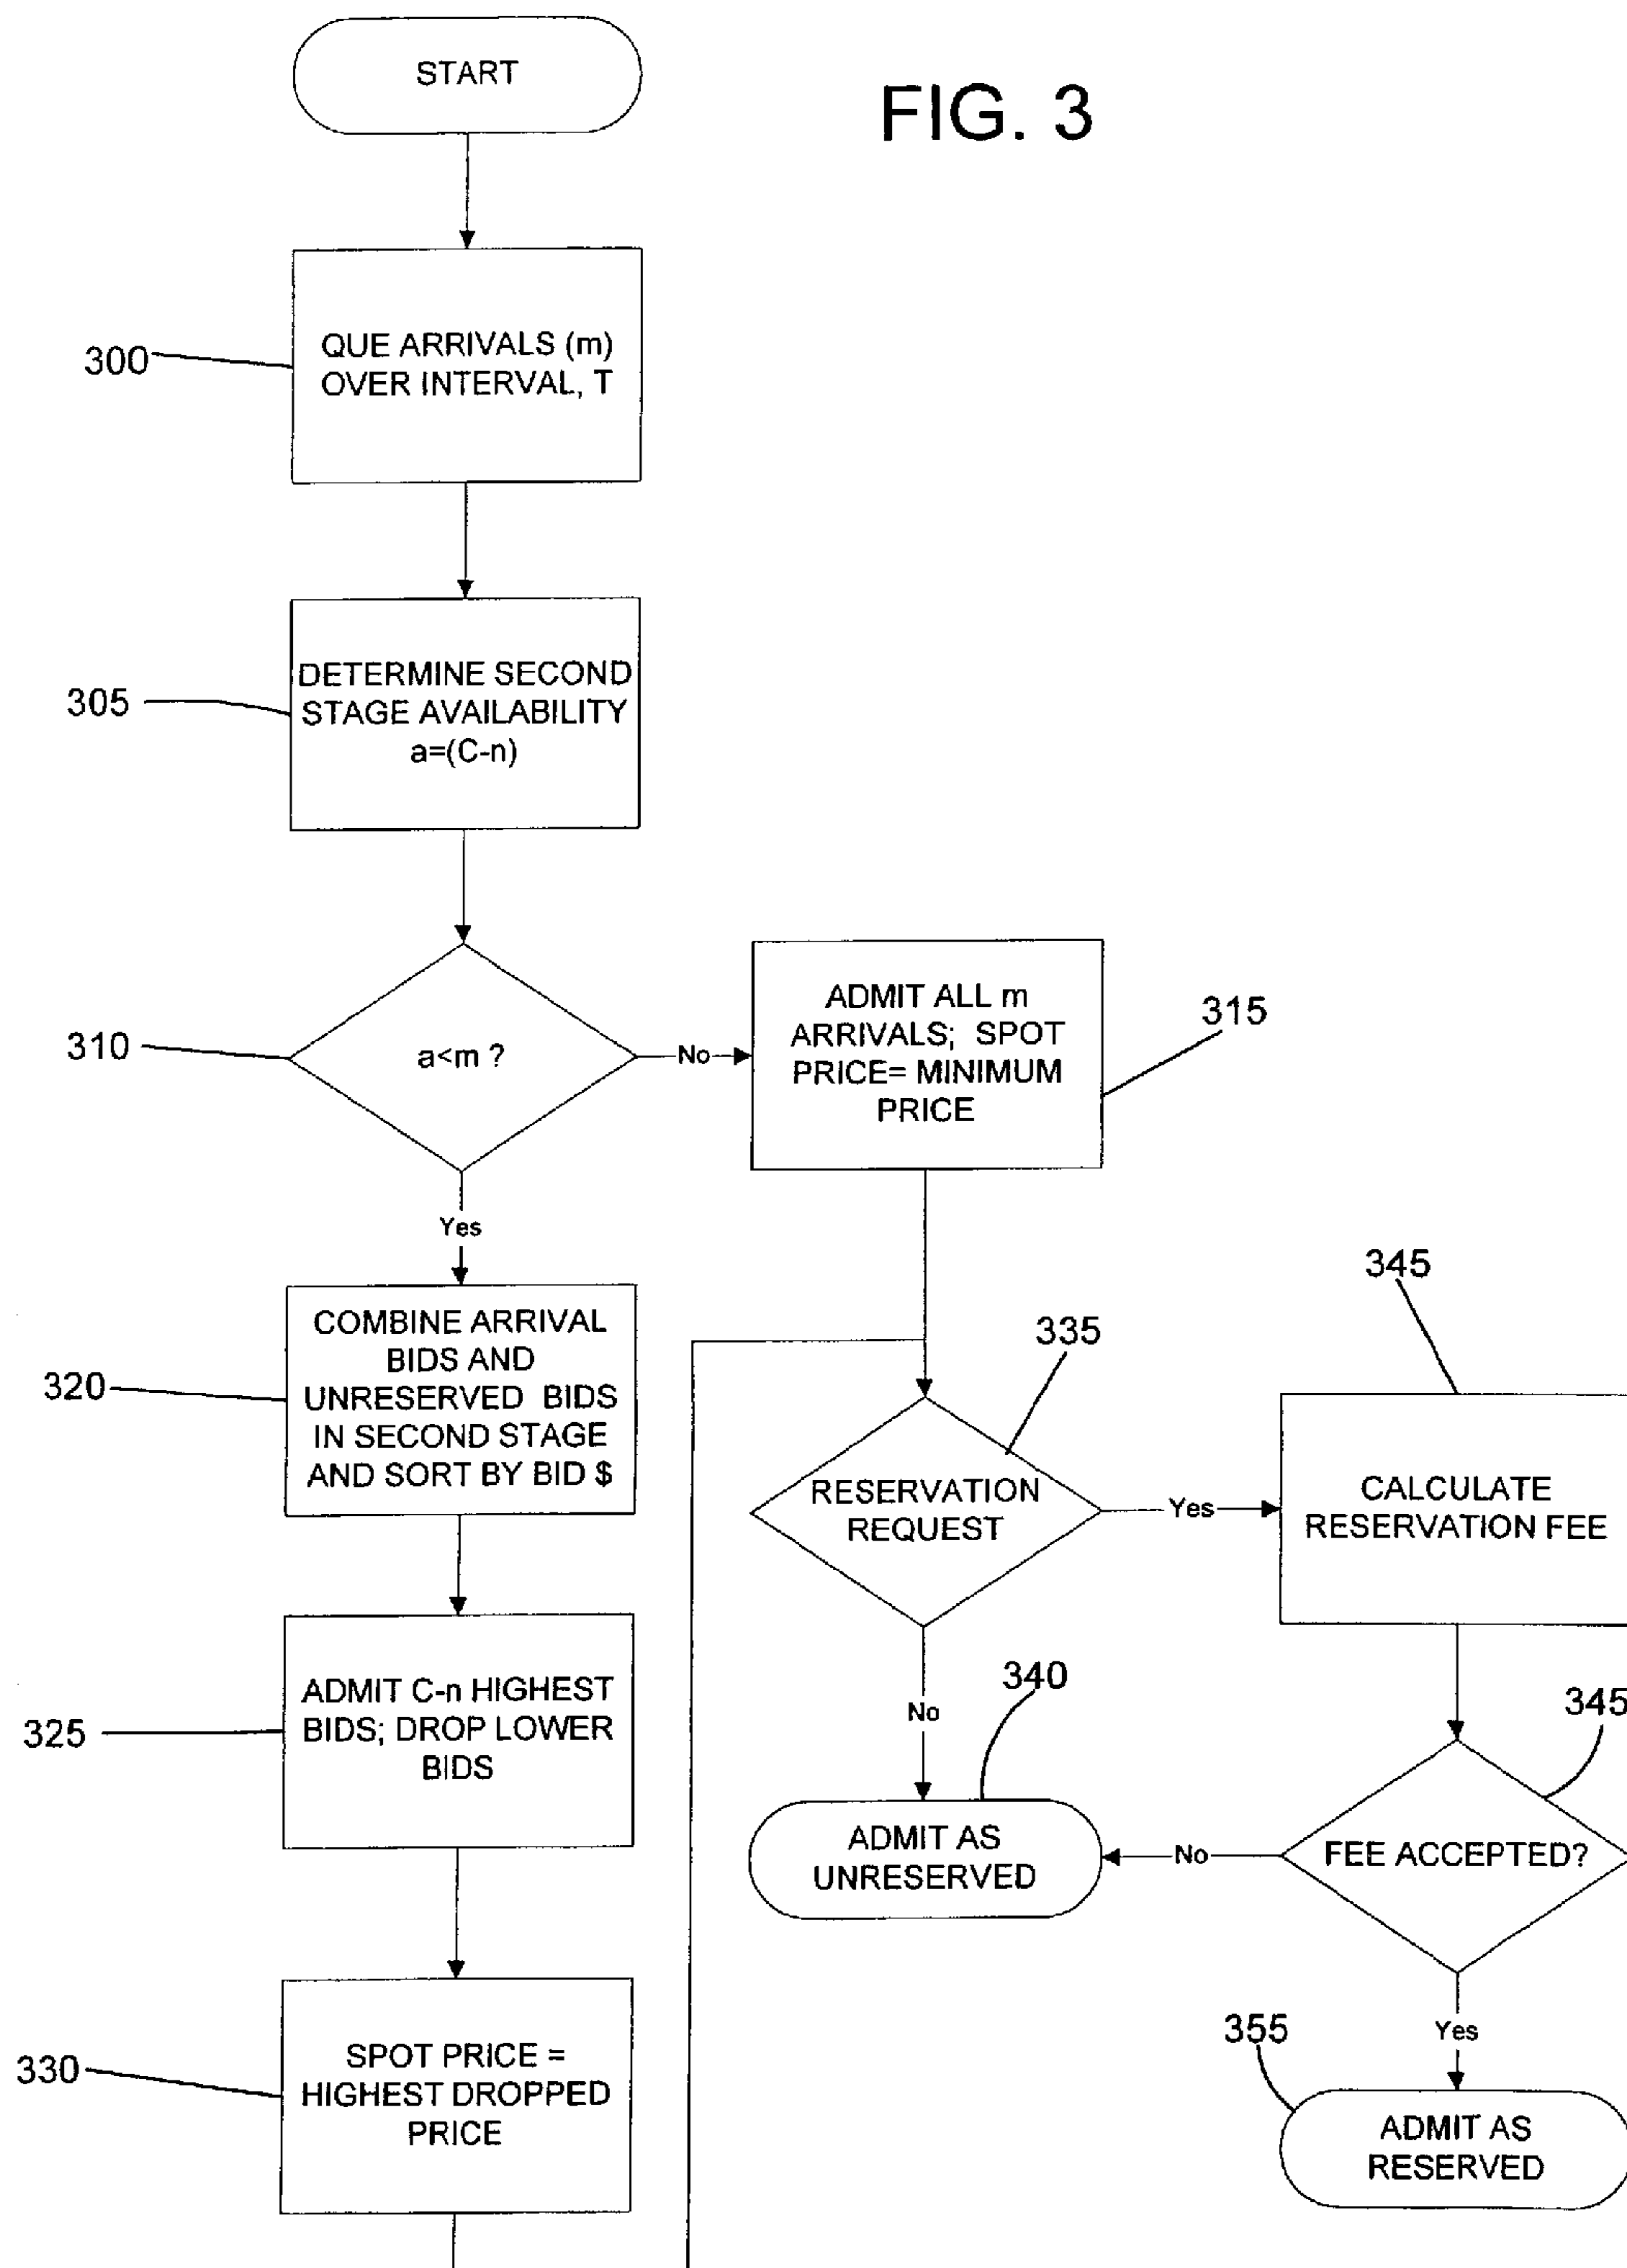 START
FIG. 3
300
QUE ARRIVALS (m)
OVER INTERVAL, T
305
DETERMINE SECOND
STAGE AVAILABILITY
a=(C-n)
310
a<m ?
No
ADMIT ALL m
ARRIVALS; SPOT
PRICE= MINIMUM
PRICE
315
Yes
320
COMBINE ARRIVAL
BIDS AND
UNRESERVED BIDS
IN SECOND STAGE
AND SORT BY BID $
335
RESERVATION
REQUEST
Yes
345
CALCULATE
RESERVATION FEE
325
ADMIT C-n HIGHEST
BIDS; DROP LOWER
BIDS
No
340
ADMIT AS
UNRESERVED
No
345
FEE ACCEPTED?
330
SPOT PRICE =
HIGHEST DROPPED
PRICE
Yes
355
ADMIT AS
RESERVED